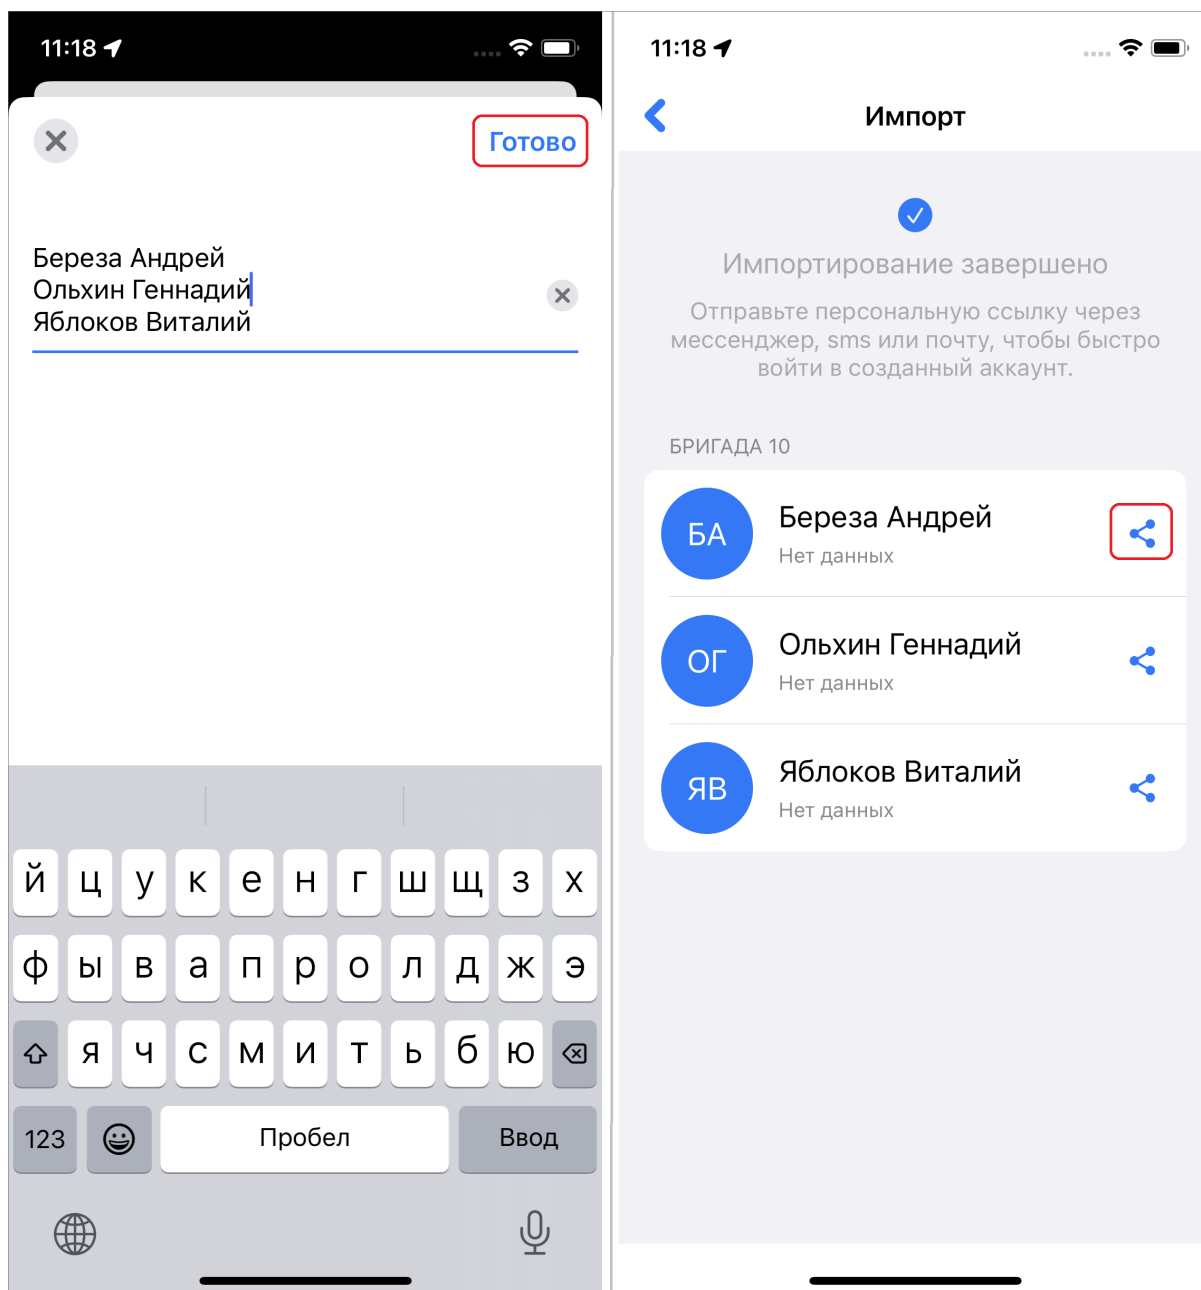 11:18
Готово
Береза Андрей
Ольхин Геннадий
Яблоков Виталий
й ц у к е н г ш щ з х
ф ы в а п р о л д ж э
я ч с м и т ь б ю
123 Пробел Ввод
11:18
Импорт
Импортирование завершено
Отправьте персональную ссылку через
мессенджер, sms или почту, чтобы быстро
войти в созданный аккаунт.
БРИГАДА 10
БА
Береза Андрей
Нет данных
ОГ
Ольхин Геннадий
Нет данных
ЯВ
Яблоков Виталий
Нет данных